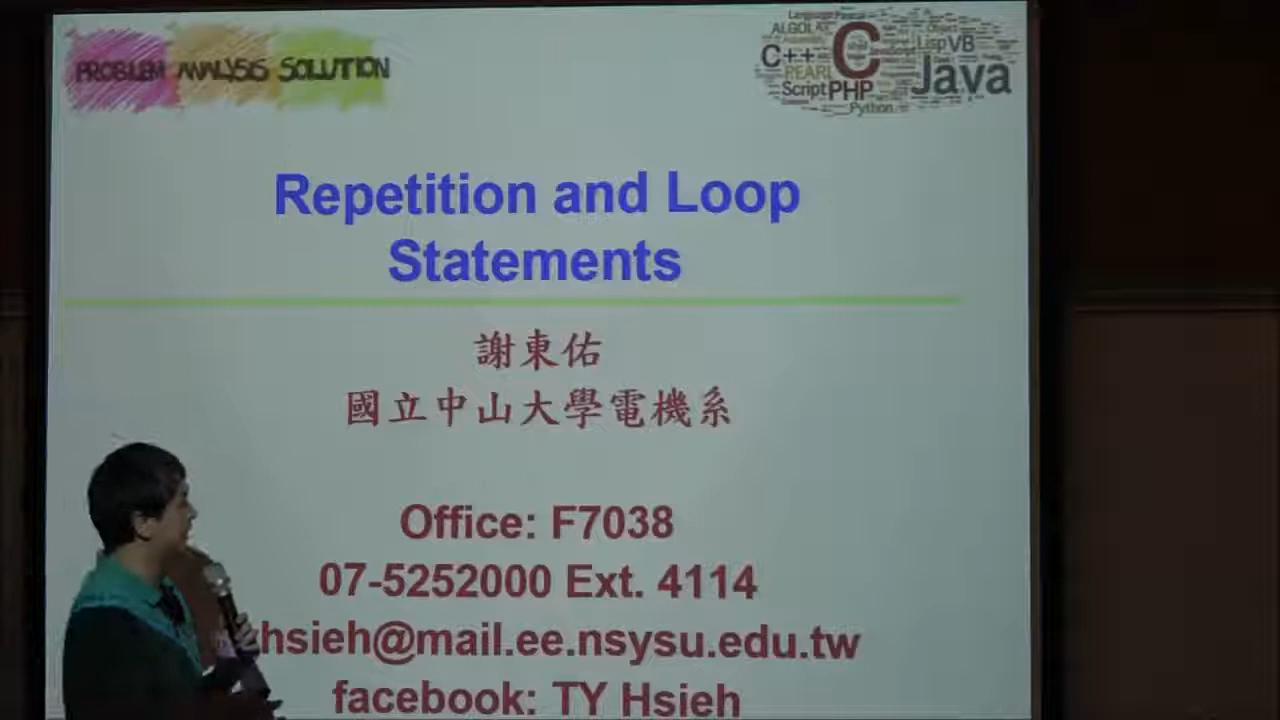 PROBLEM ANALYSIS SOLUTION
Language
ALGOL
C++
C
Lisp VB
PEARL
Java
Script PHP
Python
Repetition and Loop
Statements
謝東佑
國立中山大學電機系
Office: F7038
07-5252000 Ext. 4114
hsieh@mail.ee.nsysu.edu.tw
facebook: TY Hsieh